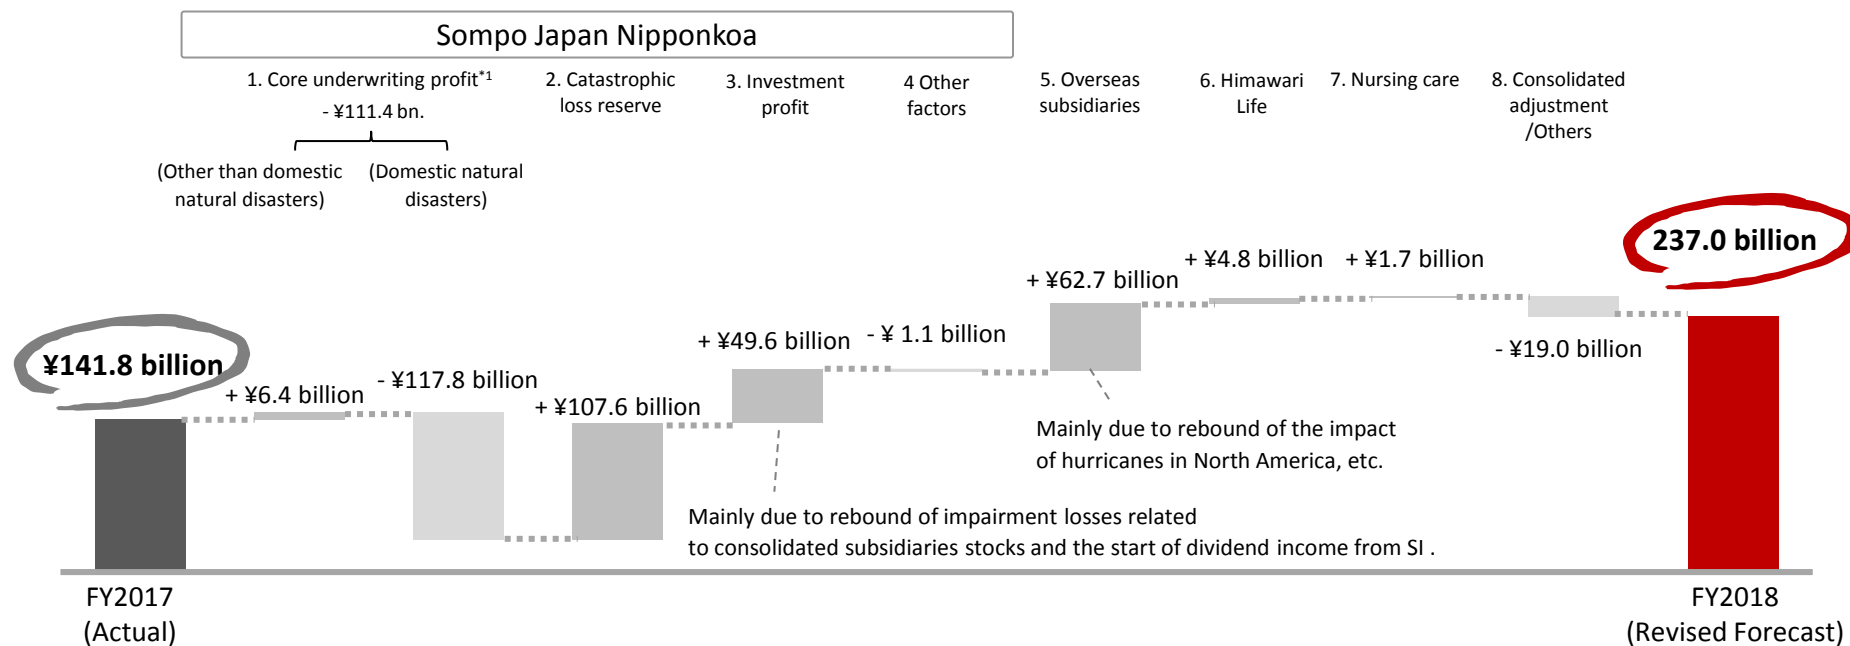 Sompo Japan Nipponkoa
1. Core underwriting profit*1
- ¥111.4 bn.
(Other than domestic
natural disasters)
(Domestic natural
disasters)
2. Catastrophic
loss reserve
3. Investment
profit
4 Other
factors
5. Overseas
subsidiaries
6. Himawari
Life
7. Nursing care
8. Consolidated
adjustment
/Others
¥141.8 billion
+ ¥6.4 billion
- ¥117.8 billion
+ ¥107.6 billion
+ ¥49.6 billion
- ¥ 1.1 billion
+ ¥62.7 billion
+ ¥4.8 billion
+ ¥1.7 billion
- ¥19.0 billion
237.0 billion
Mainly due to rebound of the impact
of hurricanes in North America, etc.
Mainly due to rebound of impairment losses related
to consolidated subsidiaries stocks and the start of dividend income from SI .
FY2017
(Actual)
FY2018
(Revised Forecast)